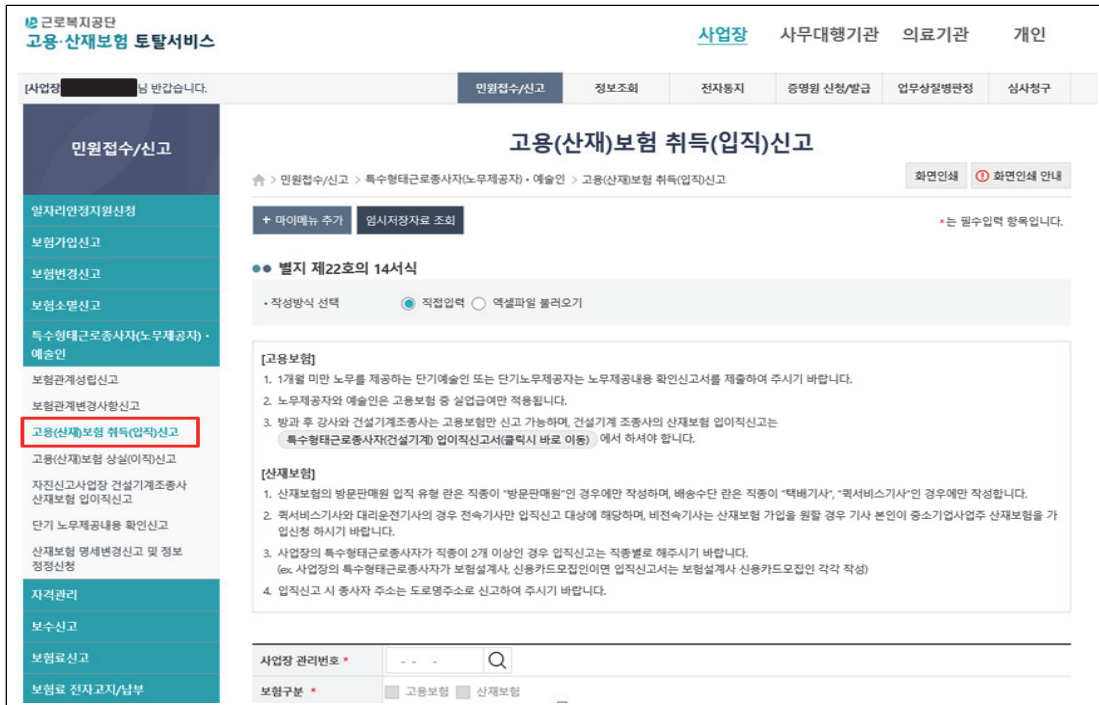 근로복지공단
고용·산재보험 토탈서비스
사업장 사무대행기관 의료기관 개인
[사업장 님 반갑습니다.
민원접수/신고 정보조회 전자통지 증명원 신청/발급 업무상질병판정 심사청구
민원접수/신고
일자리안정지원신청
보험가입신고
보험변경신고
보험소멸신고
특수형태근로종사자(노무제공자)·
예술인
보험관계성립신고
보험관계변경사항신고
고용(산재)보험 취득(입직)신고
고용(산재)보험 상실(이직)신고
자진신고사업장 건설기계조종사
산재보험 입이직신고
단기 노무제공내용 확인신고
산재보험 명세변경신고 및 정보
정정신청
자격관리
보수신고
보험료신고
보험료 전자고지/납부
고용(산재)보험 취득(입직)신고
> 민원접수/신고 > 특수형태근로종사자(노무제공자)·예술인 > 고용(산재)보험 취득(입직)신고
화면인쇄 화면인쇄 안내
+ 마이메뉴 추가 임시저장자료 조회
*는 필수입력 항목입니다.
별지 제22호의 14서식
· 작성방식 선택 직접입력 엑셀파일 불러오기
[고용보험]
1. 1개월 미만 노무를 제공하는 단기예술인 또는 단기노무제공자는 노무제공내용 확인신고서를 제출하여 주시기 바랍니다.
2. 노무제공자와 예술인은 고용보험 중 실업급여만 적용됩니다.
3. 방과 후 강사와 건설기계조종사는 고용보험만 신고 가능하며, 건설기계 조종사의 산재보험 입이직신고는
특수형태근로종사자(건설기계) 입이직신고서(클릭시 바로 이동) 에서 하셔야 합니다.
[산재보험]
1. 산재보험의 방문판매원 입직 유형 란은 직종이 "방문판매원"인 경우에만 작성하며, 배송수단 란은 직종이 "택배기사", "퀵서비스기사"인 경우에만 작성합니다.
2. 퀵서비스기사와 대리운전기사의 경우 전속기사만 입직신고 대상에 해당하며, 비전속기사는 산재보험 가입을 원할 경우 기사 본인이 중소기업사업주 산재보험을 가
입신청 하시기 바랍니다.
3. 사업장의 특수형태근로종사자가 직종이 2개 이상인 경우 입직신고는 직종별로 해주시기 바랍니다.
(ex. 사업장의 특수형태근로종사자가 보험설계사, 신용카드모집인이면 입직신고서는 보험설계사 신용카드모집인 각각 작성)
4. 입직신고 시 종사자 주소는 도로명주소로 신고하여 주시기 바랍니다.
사업장 관리번호 * - - -
보험구분 * 고용보험 산재보험